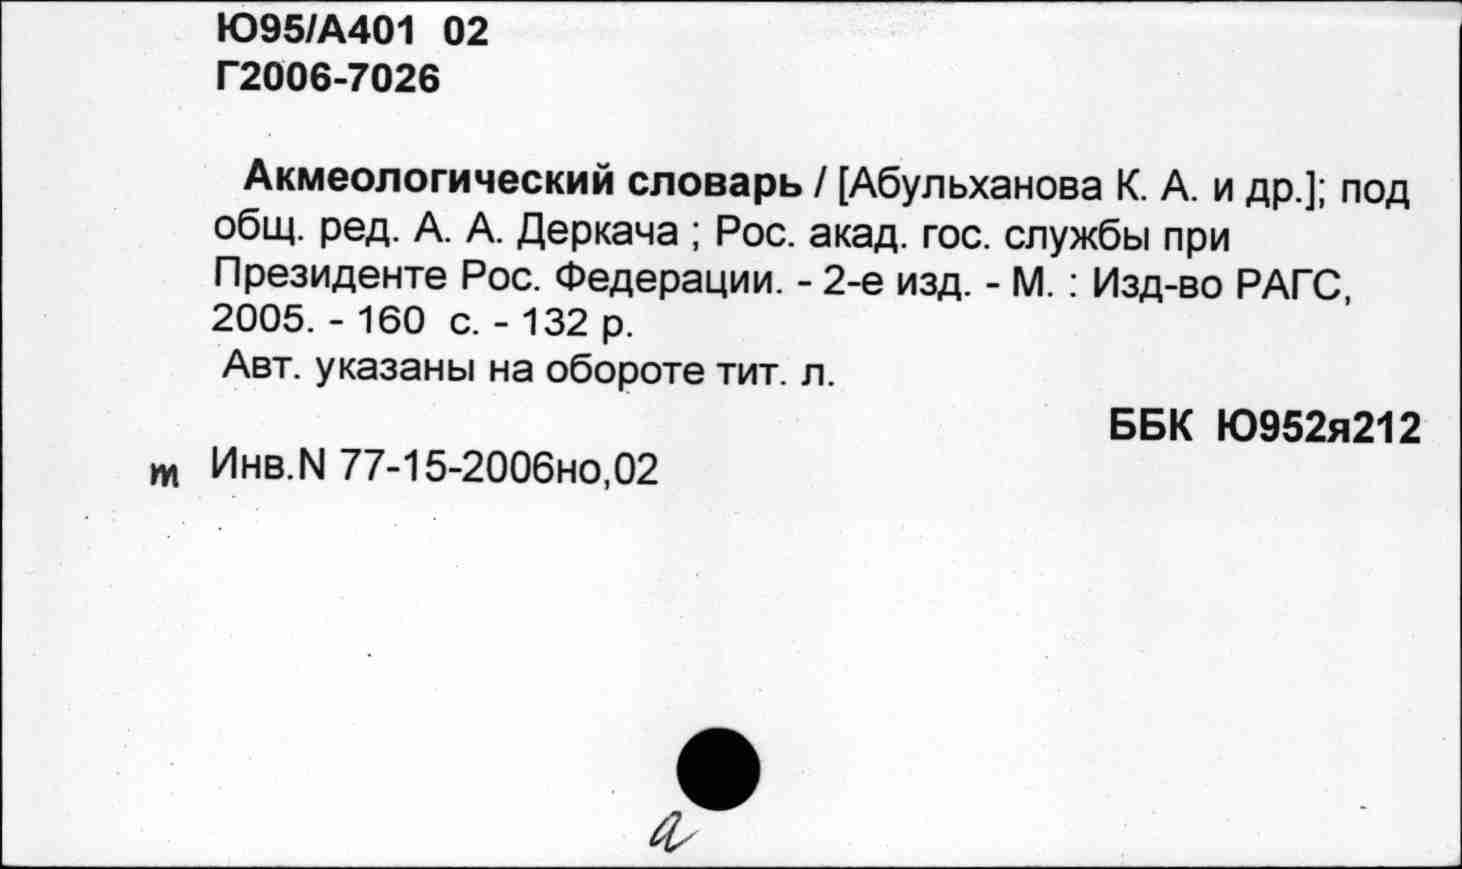 Ю95/А401 02
Г2006-7026
Акмеологический словарь / [Абульханова К. А. и др.]; под
общ. ред. А. А. Деркача ; Рос. акад. гос. службы при
Президенте Рос. Федерации. - 2-е изд. - М. : Изд-во РАГС,
2005. - 160 с. - 132 р.
Авт. указаны на обороте тит. л.
ББК Ю952я212
т Инв.N 77-15-2006но,02
а